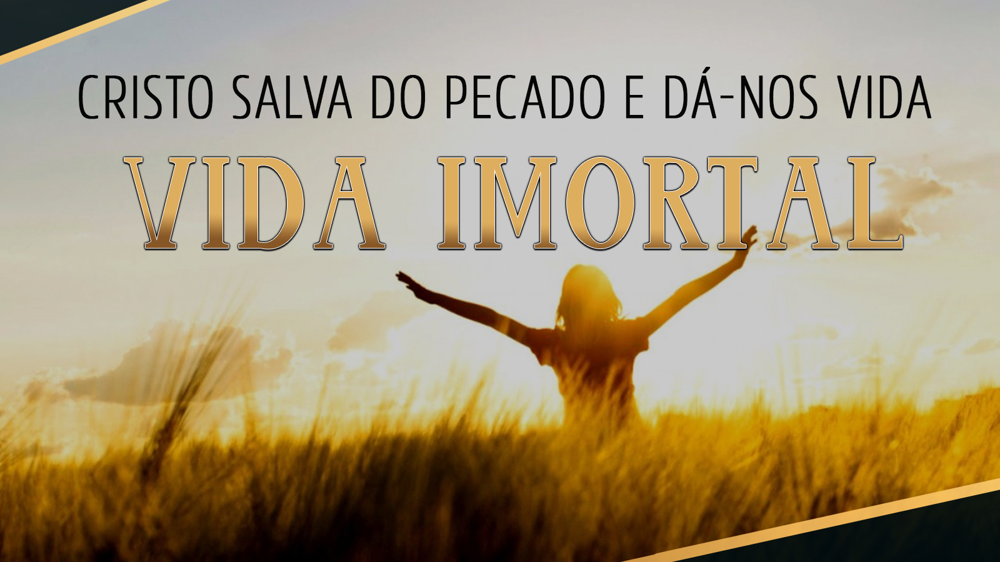 CRISTO SALVA DO PECADO E DÁ-NOS VIDA
VIDA IMORTAL